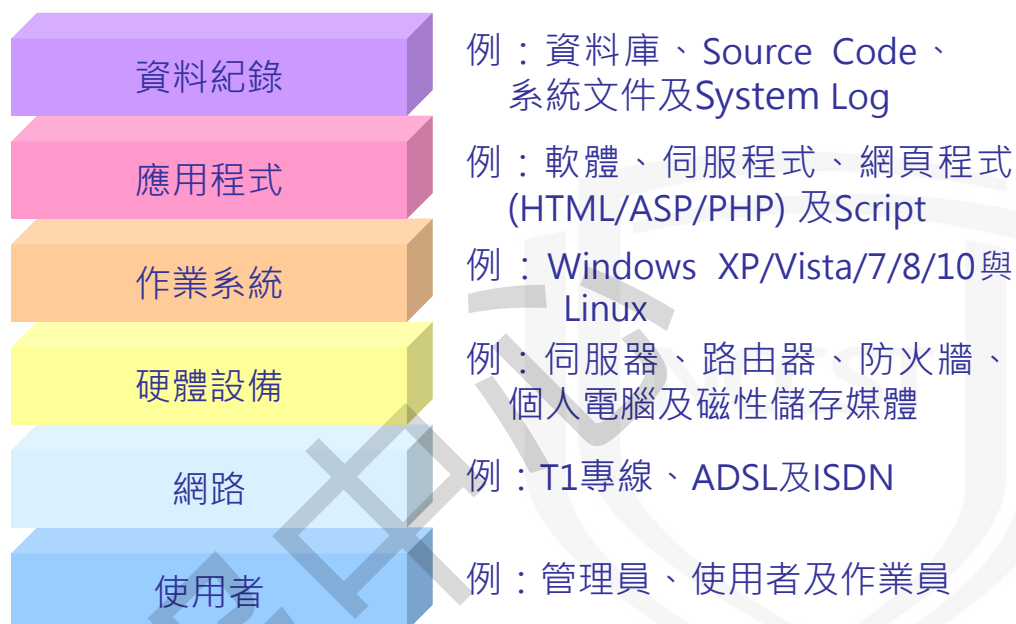 資料紀錄
例：資料庫、Source Code、
系統文件及System Log
應用程式
例：軟體、伺服程式、網頁程式
(HTML/ASP/PHP) 及Script
作業系統
例：Windows XP/Vista/7/8/10與
Linux
硬體設備
例：伺服器、路由器、防火牆、
個人電腦及磁性儲存媒體
網路
例：T1專線、ADSL及ISDN
使用者
例：管理員、使用者及作業員
中心